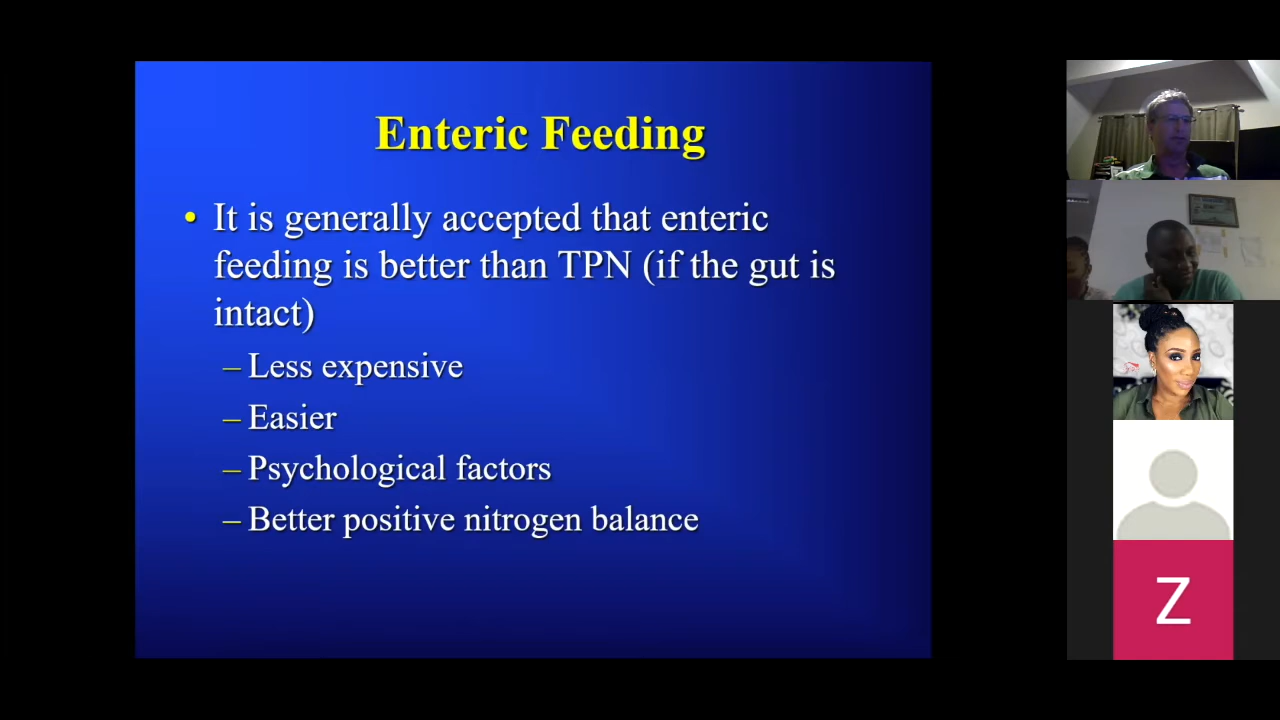 Enteric Feeding
• It is generally accepted that enteric
feeding is better than TPN (if the gut is
intact)
– Less expensive
– Easier
– Psychological factors
– Better positive nitrogen balance
Z